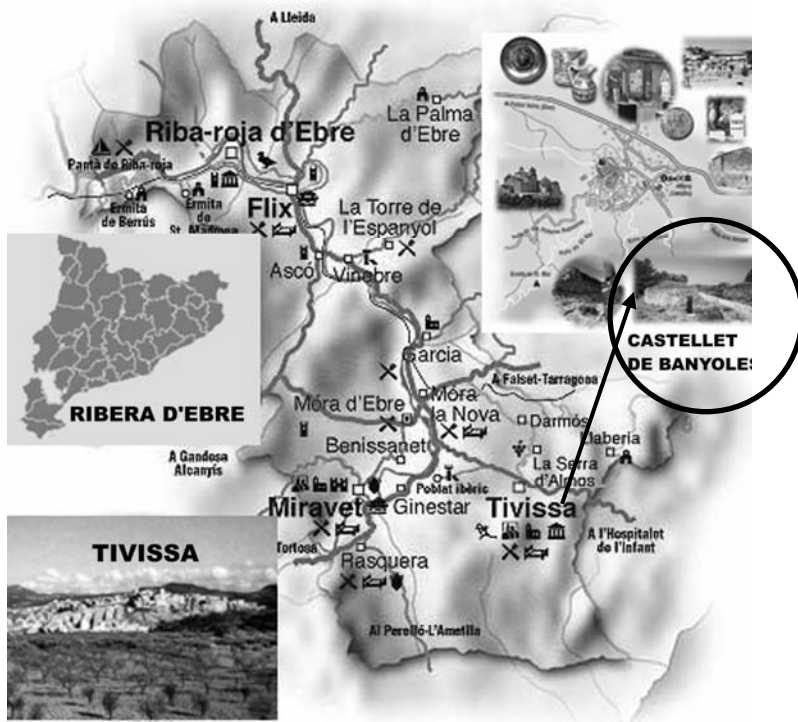 A Lleida
La Palma
d'Ebre
Riba-roja d'Ebre
Pantà de Riba-roja
Ermita
de Berrús
Ermita
de
St. Madrona
Flix
La Torre de
l'Espanyol
Ascó
Vinebre
Garcia
A Falset-Tarragona
CASTELLET
DE BANYOLES
RIBERA D'EBRE
Móra d'Ebre
Móra
la Nova
Darmós
Llaberia
A Gandesa
Alcanyís
Benissanet
La Serra
d'Almos
Poblat ibèric
Miravet
Ginestar
Tivissa
A l'Hospitalet
de l'Infant
Tortosa
TIVISSA
Rasquera
Al Perelló-L'Ametlla